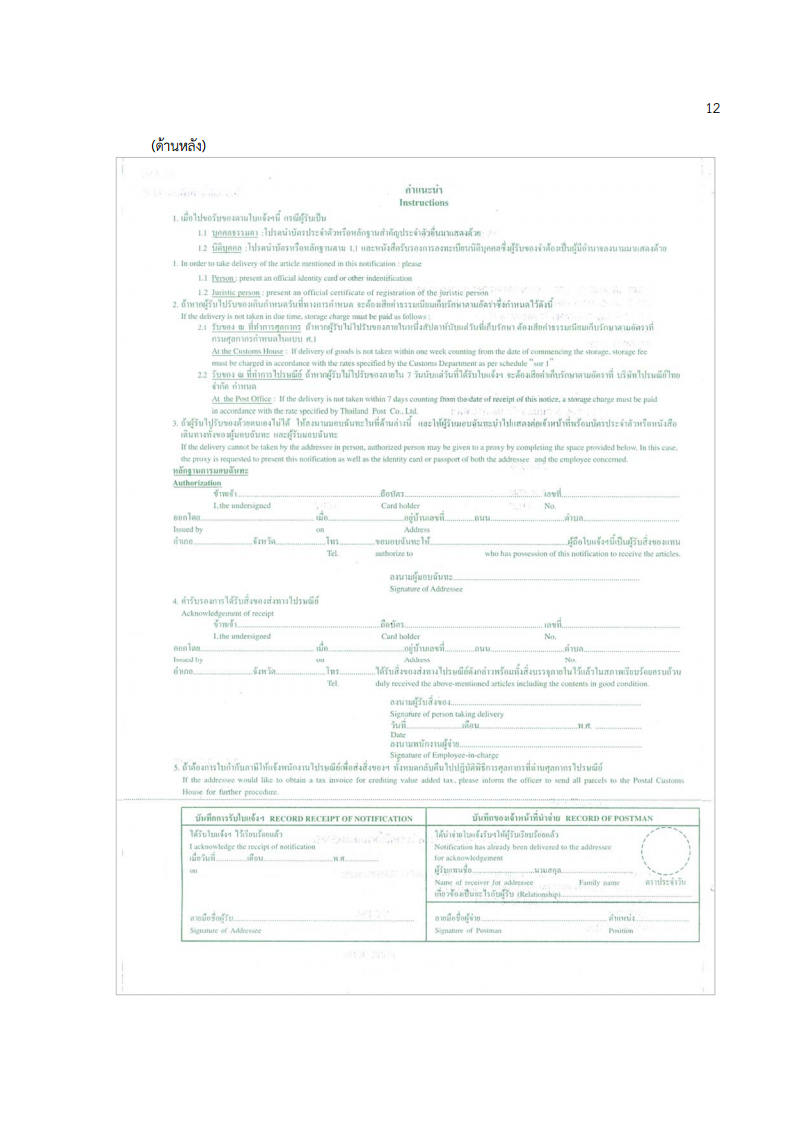 12
(ด้านหลัง)
คำแนะนำ
Instructions
1. เมื่อไปขอรับของตามใบแจ้งฯนี้ กรณีผู้รับเป็น
1.1 บุคคลธรรมดา :โปรดนำบัตรประจำตัวหรือหลักฐานสำคัญประจำตัวอื่นมาแสดงด้วย
1.2 นิติบุคคล :โปรดนำบัตรหรือหลักฐานตาม 1.1 และหนังสือรับรองการลงทะเบียนนิติบุคคลซึ่งผู้รับของจำต้องเป็นผู้มีอำนาจลงนามมาแสดงด้วย
1. In order to take delivery of the article mentioned in this notification : please
1.1 Person : present an official identity card or other indentification
1.2 Juristic person : present an official certificate of registration of the juristic person
2. ถ้าหากผู้รับไปรับของเกินกำหนดวันที่ทางการกำหนด จะต้องเสียค่าธรรมเนียมเก็บรักษาตามอัตราซึ่งกำหนดไว้ดังนี้
If the delivery is not taken in due time, storage charge must be paid as follows :
2.1 รับของ ณ ที่ทำการศุลกากร ถ้าหากผู้รับไม่ไปรับของภายในหนึ่งสัปดาห์นับแต่วันที่เก็บรักษา ต้องเสียค่าธรรมเนียมเก็บรักษาตามอัตราที่
กรมศุลกากรกำหนดในแบบ ศ.1
At the Customs House : If delivery of goods is not taken within one week counting from the date of commencing the storage, storage fee
must be charged in accordance with the rates specified by the Customs Department as per schedule "sor 1"
2.2 รับของ ณ ที่ทำการไปรษณีย์ ถ้าหากผู้รับไม่ไปรับของภายใน 7 วันนับแต่วันที่ได้รับใบแจ้งฯ จะต้องเสียค่าเก็บรักษาตามอัตราที่ บริษัทไปรษณีย์ไทย
จำกัด กำหนด
At the Post Office : If the delivery is not taken within 7 days counting from the date of receipt of this notice, a storage charge must be paid
in accordance with the rate specified by Thailand Post Co., Ltd.
3. ถ้าผู้รับไปรับของด้วยตนเองไม่ได้ ให้ลงนามมอบฉันทะในที่ด้านล่างนี้ และให้ผู้รับมอบฉันทะนำไปแสดงต่อเจ้าหน้าที่พร้อมบัตรประจำตัวหรือหนังสือ
เดินทางทั้งของผู้มอบฉันทะ และผู้รับมอบฉันทะ
If the delivery cannot be taken by the addressee in person, authorized person may be given to a proxy by completing the space provided below. In this case,
the proxy is requested to present this notification as well as the identity card or passport of both the addressee and the employee concerned.
หลักฐานการมอบฉันทะ
Authorization
ข้าพเจ้า..........ถือบัตร..........เลขที่..........
I, the undersigned Card holder No.
ออกโดย..........เมื่อ..........อยู่บ้านเลขที่..........ถนน..........ตำบล..........
Issued by on Address
อำเภอ..........จังหวัด..........โทร..........ขอมอบฉันทะให้..........ผู้ถือใบแจ้งฯนี้เป็นผู้รับสิ่งของแทน
Tel. authorize to who has possession of this notification to receive the articles.
ลงนามผู้มอบฉันทะ..........
Signature of Addressee
4. คำรับรองการได้รับสิ่งของส่งทางไปรษณีย์
Acknowledgement of receipt
ข้าพเจ้า..........ถือบัตร..........เลขที่..........
I, the undersigned Card holder No.
ออกโดย..........เมื่อ..........อยู่บ้านเลขที่..........ถนน..........ตำบล..........
Issued by on Address No.
อำเภอ..........จังหวัด..........โทร..........ได้รับสิ่งของส่งทางไปรษณีย์ดังกล่าวพร้อมทั้งสิ่งบรรจุภายในไว้แล้วในสภาพเรียบร้อยครบถ้วน
Tel. duly received the above-mentioned articles including the contents in good condition.
ลงนามผู้รับสิ่งของ..........
Signature of person taking delivery
วันที่..........เดือน..........พ.ศ. ..........
Date
ลงนามพนักงานผู้จ่าย..........
Signature of Employee-in-charge
5. ถ้าต้องการใบกำกับภาษีให้แจ้งพนักงานไปรษณีย์เพื่อส่งสิ่งของฯ ทั้งหมดกลับคืนไปปฏิบัติพิธีการศุลกากรที่ด่านศุลกากรไปรษณีย์
If the addressee would like to obtain a tax invoice for crediting value added tax, please inform the officer to send all parcels to the Postal Customs
House for further procedure.
บันทึกการรับใบแจ้งฯ RECORD RECEIPT OF NOTIFICATION
ได้รับใบแจ้งฯ ไว้เรียบร้อยแล้ว
I acknowledge the receipt of notification
เมื่อวันที่..........เดือน..........พ.ศ...........
on
ลายมือชื่อผู้รับ..........
Signature of Addressee
บันทึกของเจ้าหน้าที่นำจ่าย RECORD OF POSTMAN
ได้นำจ่ายใบแจ้งรับฯให้ผู้รับเรียบร้อยแล้ว
Notification has already been delivered to the addressee
for acknowledgement
ผู้รับแทนชื่อ..........นามสกุล..........
Name of receiver for addressee Family name ตราประจำวัน
เกี่ยวข้องเป็นอะไรกับผู้รับ (Relationship)..........
ลายมือชื่อผู้จ่าย..........ตำแหน่ง..........
Signature of Postman Position